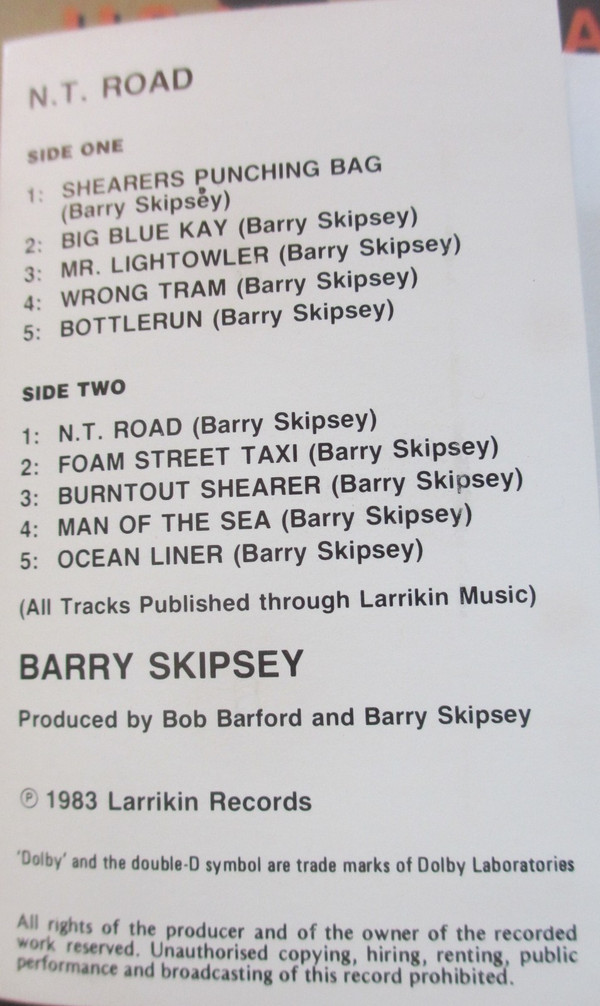 N.T. ROAD
SIDE ONE
1: SHEARERS PUNCHING BAG
(Barry Skipsey)
2: BIG BLUE KAY (Barry Skipsey)
3: MR. LIGHTOWLER (Barry Skipsey)
4: WRONG TRAM (Barry Skipsey)
5: BOTTLERUN (Barry Skipsey)
SIDE TWO
1: N.T. ROAD (Barry Skipsey)
2: FOAM STREET TAXI (Barry Skipsey)
3: BURNTOUT SHEARER (Barry Skipsey)
4: MAN OF THE SEA (Barry Skipsey)
5: OCEAN LINER (Barry Skipsey)
(All Tracks Published through Larrikin Music)
BARRY SKIPSEY
Produced by Bob Barford and Barry Skipsey
℗ 1983 Larrikin Records
'Dolby' and the double-D symbol are trade marks of Dolby Laboratories
All rights of the producer and of the owner of the recorded
work reserved. Unauthorised copying, hiring, renting, public
performance and broadcasting of this record prohibited.